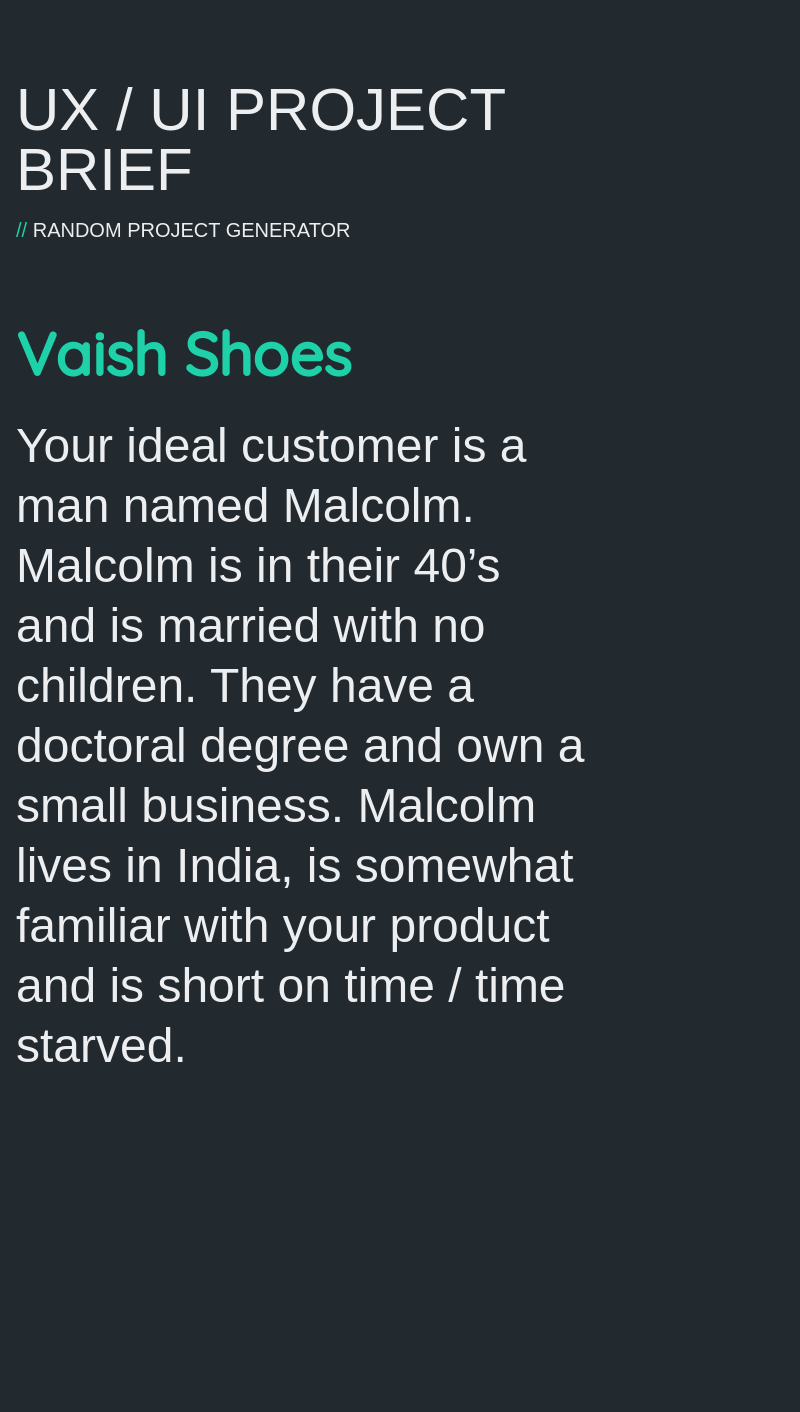 UX / UI PROJECT
BRIEF
// RANDOM PROJECT GENERATOR
Vaish Shoes
Your ideal customer is a
man named Malcolm.
Malcolm is in their 40’s
and is married with no
children. They have a
doctoral degree and own a
small business. Malcolm
lives in India, is somewhat
familiar with your product
and is short on time / time
starved.